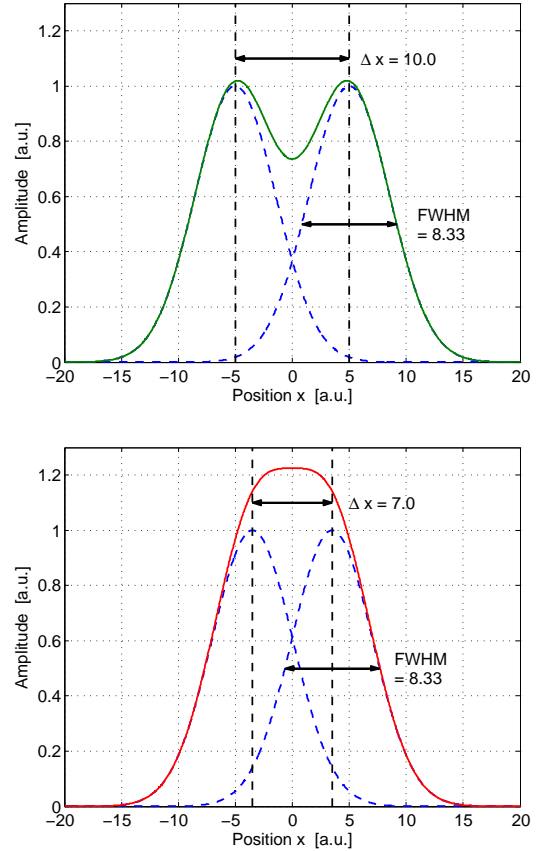 Amplitude [a.u.]
1.2
1
0.8
0.6
0.4
0.2
0
Δ x = 10.0
FWHM
= 8.33
−20 −15 −10 −5 0 5 10 15 20
Position x [a.u.]
Amplitude [a.u.]
1.2
1
0.8
0.6
0.4
0.2
0
Δ x = 7.0
FWHM
= 8.33
−20 −15 −10 −5 0 5 10 15 20
Position x [a.u.]